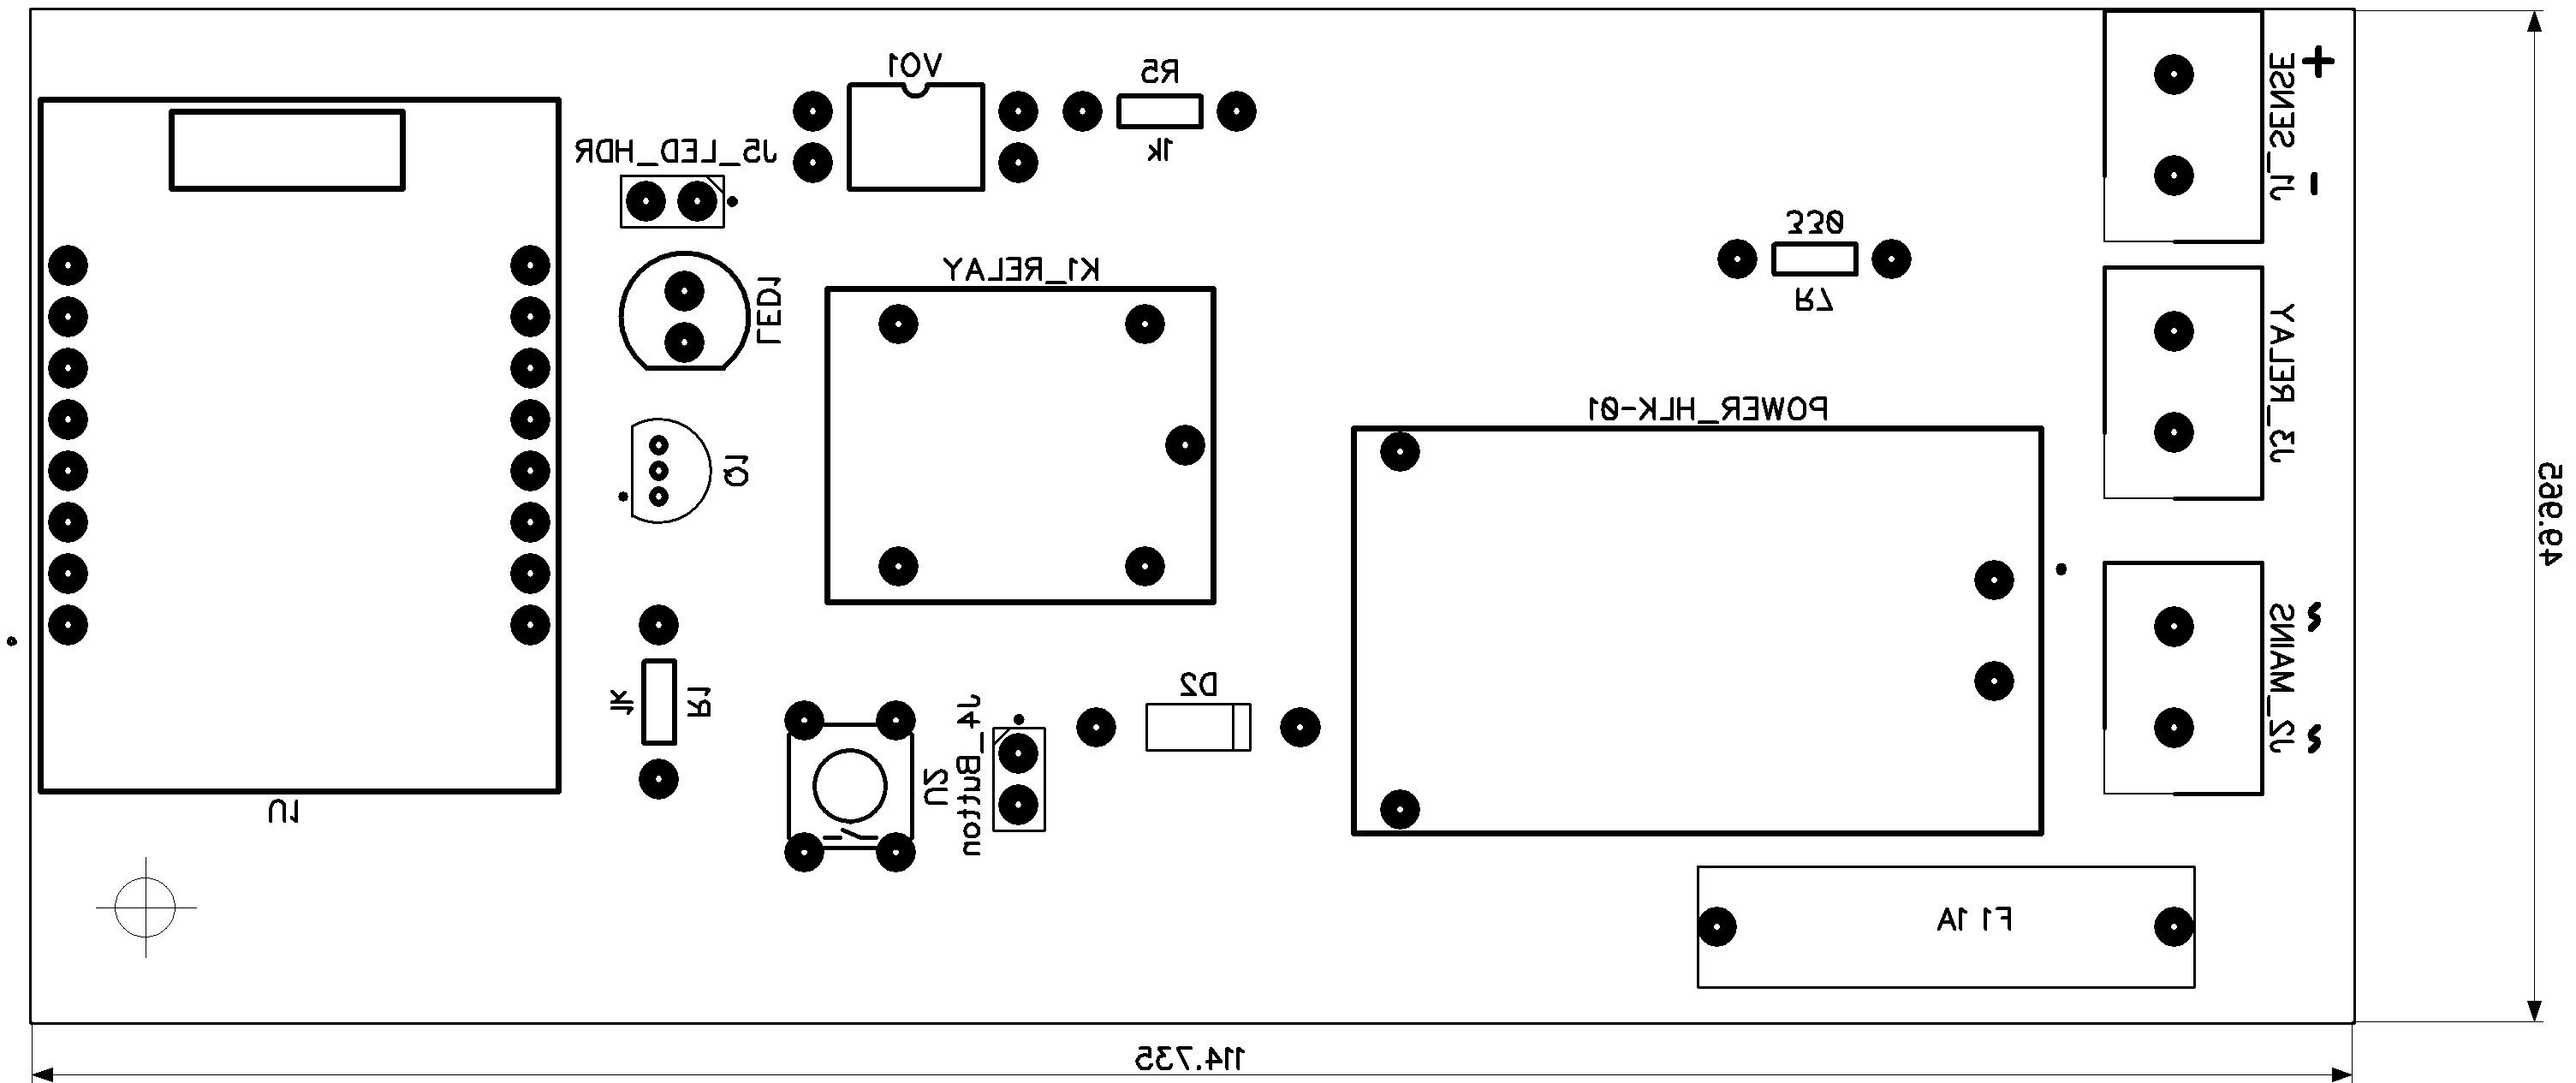 VO1
R5
1k
J5_LED_HDR
J1_SENSE
+
-
330
R7
K1_RELAY
LED1
J3_RELAY
POWER_HLK-01
Q1
49.965
J2_MAINS
~
~
1k
R1
D2
J4_Button
U2
U1
F1 1A
114.735